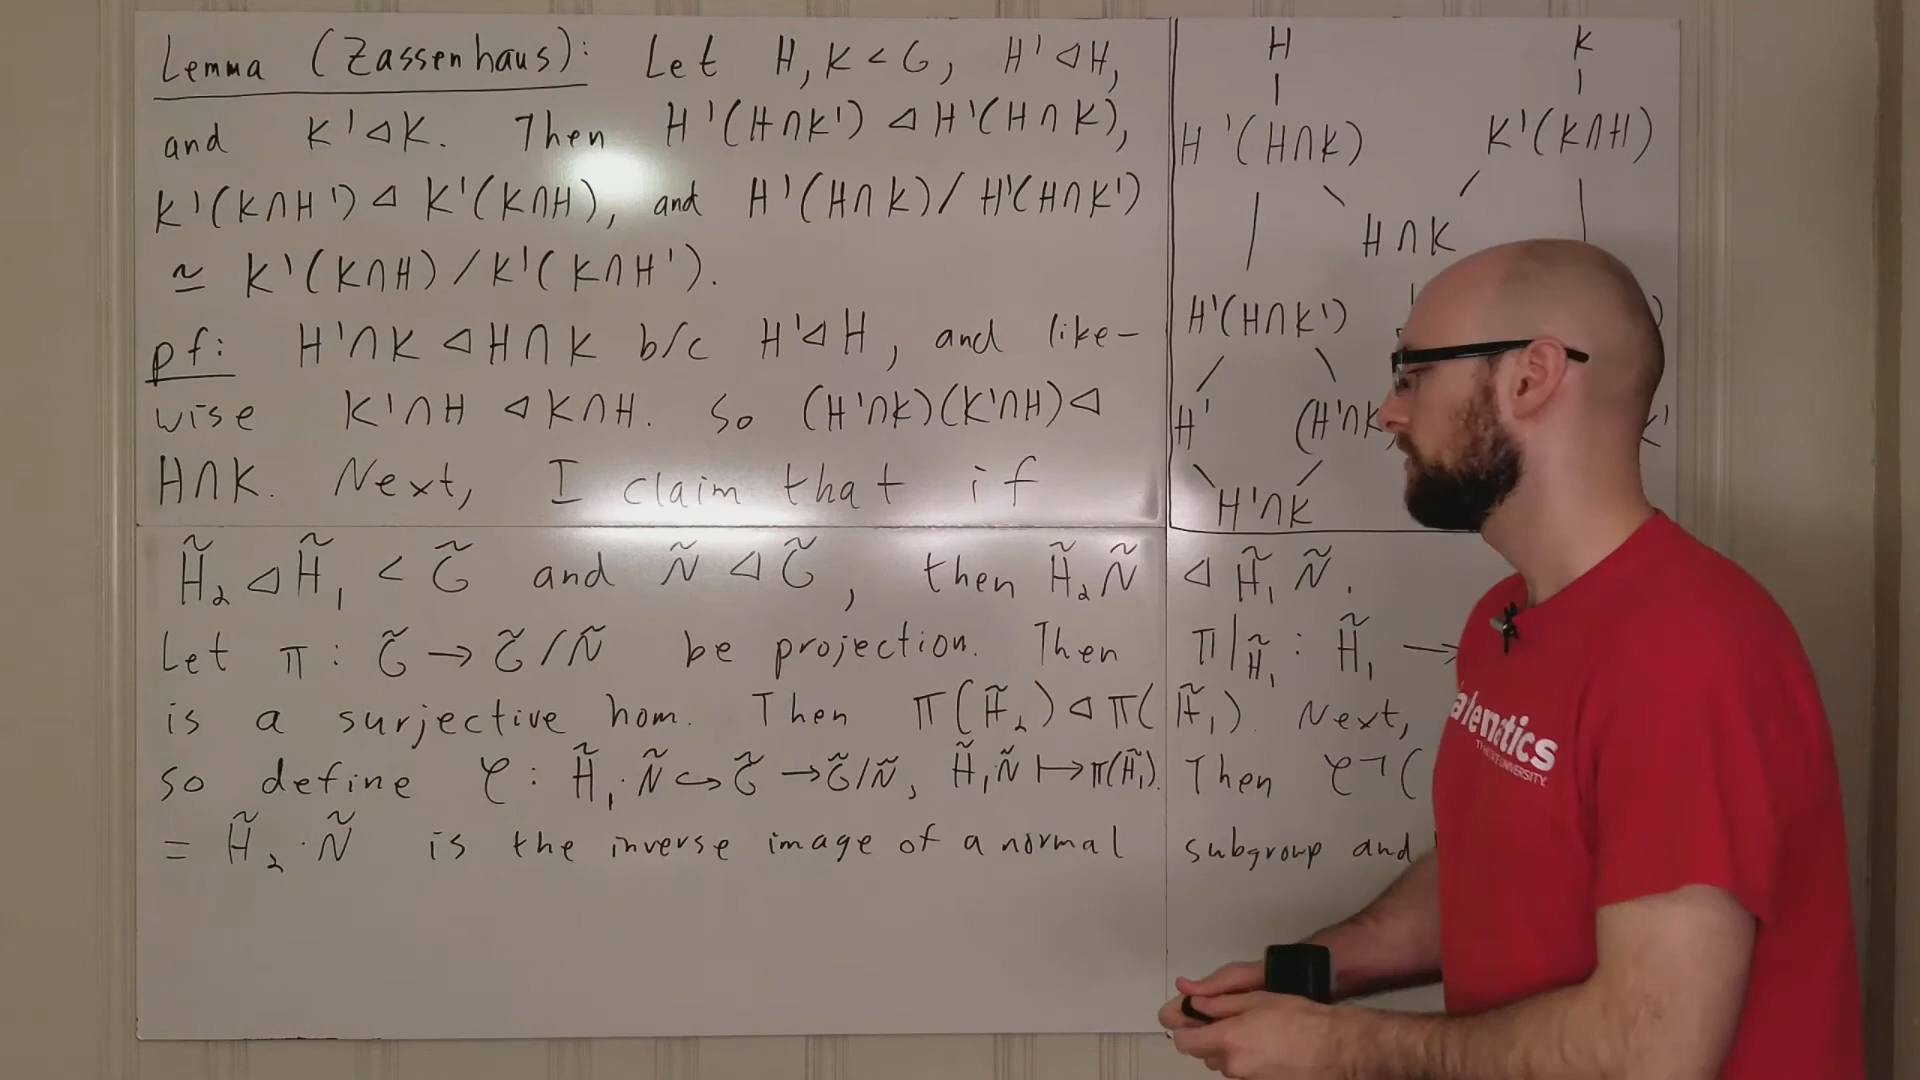 Lemma (Zassenhaus): Let H, K < G, H' ⊲ H,
and K' ⊲ K. Then H'(H∩K') ⊲ H'(H∩K),
K'(K∩H') ⊲ K'(K∩H), and H'(H∩K)/H'(H∩K')
≃ K'(K∩H)/K'(K∩H').
pf: H'∩K ⊲ H∩K b/c H' ⊲ H, and like-
wise K'∩H ⊲ K∩H. So (H'∩K)(K'∩H) ⊲
H∩K. Next, I claim that if
H̃₂ ⊲ H̃₁ < G̃ and Ñ ⊲ G̃, then H̃₂Ñ ⊲ H̃₁Ñ.
Let π : G̃ → G̃/Ñ be projection. Then π|H̃₁ : H̃₁ →
is a surjective hom. Then π(H̃₂) ⊲ π(H̃₁). Next,
so define φ : H̃₁·Ñ ↪ G̃ → G̃/Ñ, H̃₁Ñ ↦ π(H̃₁). Then φ⁻¹(
= H̃₂·Ñ is the inverse image of a normal subgroup and
H K
H'(H∩K) K'(K∩H)
H∩K
H'(H∩K') )
H' (H'∩K K'
H'∩K